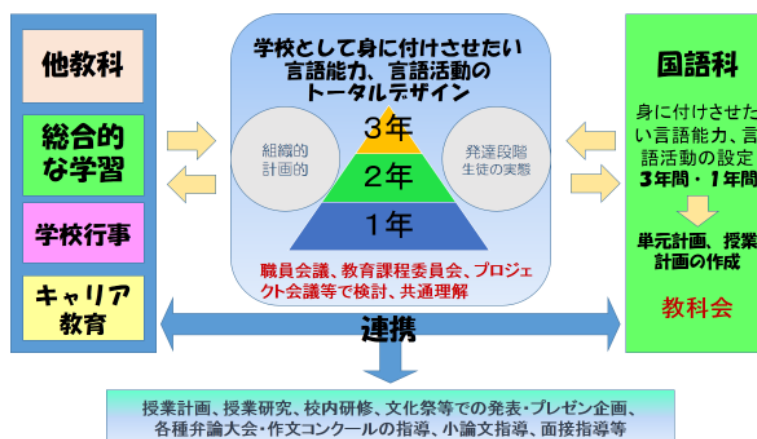 他教科
総合的
な学習
学校行事
キャリア
教育
学校として身に付けさせたい
言語能力、言語活動の
トータルデザイン
組織的
計画的
3年
2年
1年
発達段階
生徒の実態
職員会議、教育課程委員会、プロジェ
クト会議等で検討、共通理解
国語科
身に付けさせた
い言語能力、言
語活動の設定
3年間・1年間
単元計画、授業
計画の作成
教科会
連携
授業計画、授業研究、校内研修、文化祭等での発表・プレゼン企画、
各種弁論大会・作文コンクールの指導、小論文指導、面接指導等